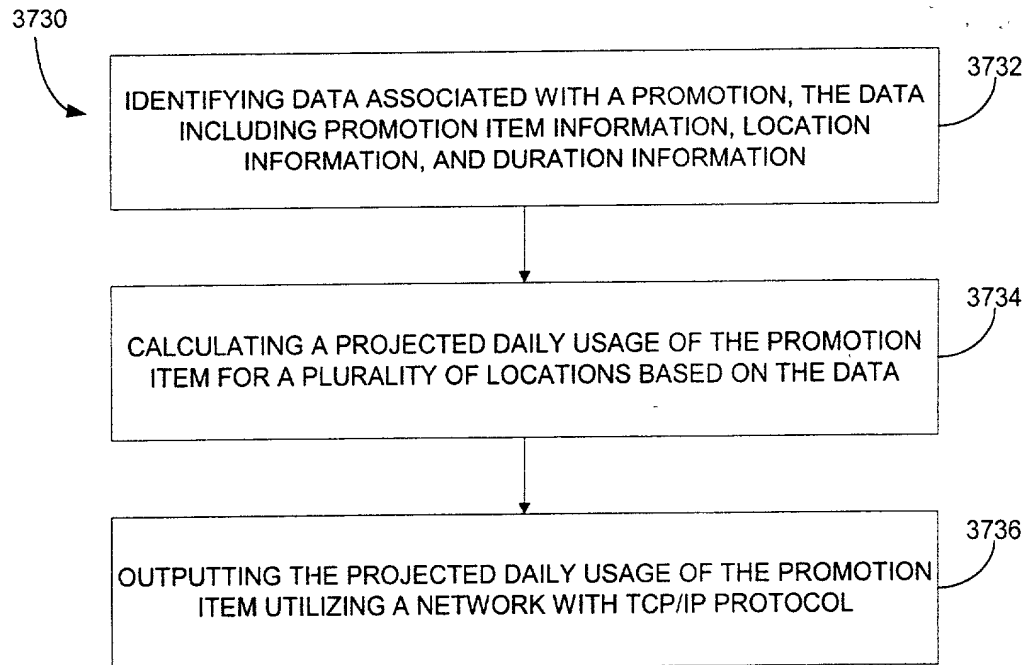 3730
3732
IDENTIFYING DATA ASSOCIATED WITH A PROMOTION, THE DATA
INCLUDING PROMOTION ITEM INFORMATION, LOCATION
INFORMATION, AND DURATION INFORMATION
3734
CALCULATING A PROJECTED DAILY USAGE OF THE PROMOTION
ITEM FOR A PLURALITY OF LOCATIONS BASED ON THE DATA
3736
OUTPUTTING THE PROJECTED DAILY USAGE OF THE PROMOTION
ITEM UTILIZING A NETWORK WITH TCP/IP PROTOCOL